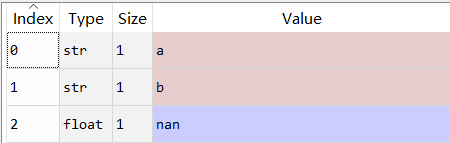 Index Type Size Value
0 str 1 a
1 str 1 b
2 float 1 nan